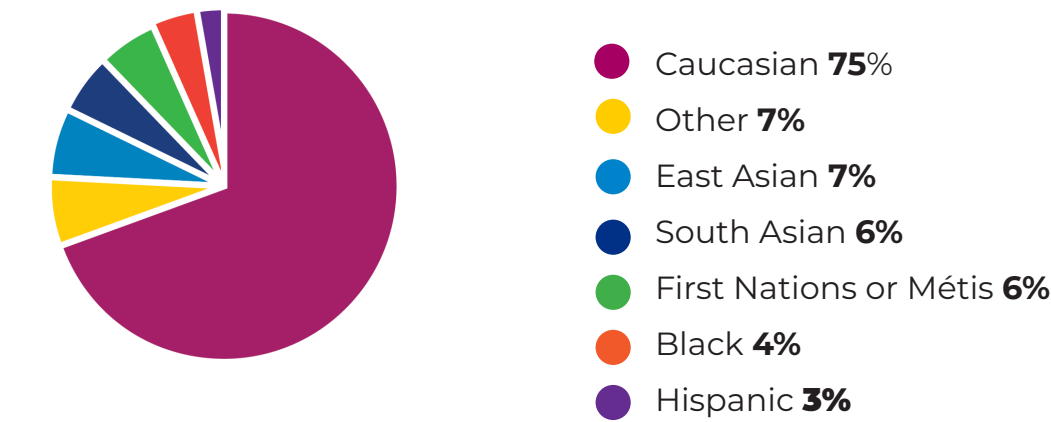 Caucasian 75%
Other 7%
East Asian 7%
South Asian 6%
First Nations or Métis 6%
Black 4%
Hispanic 3%